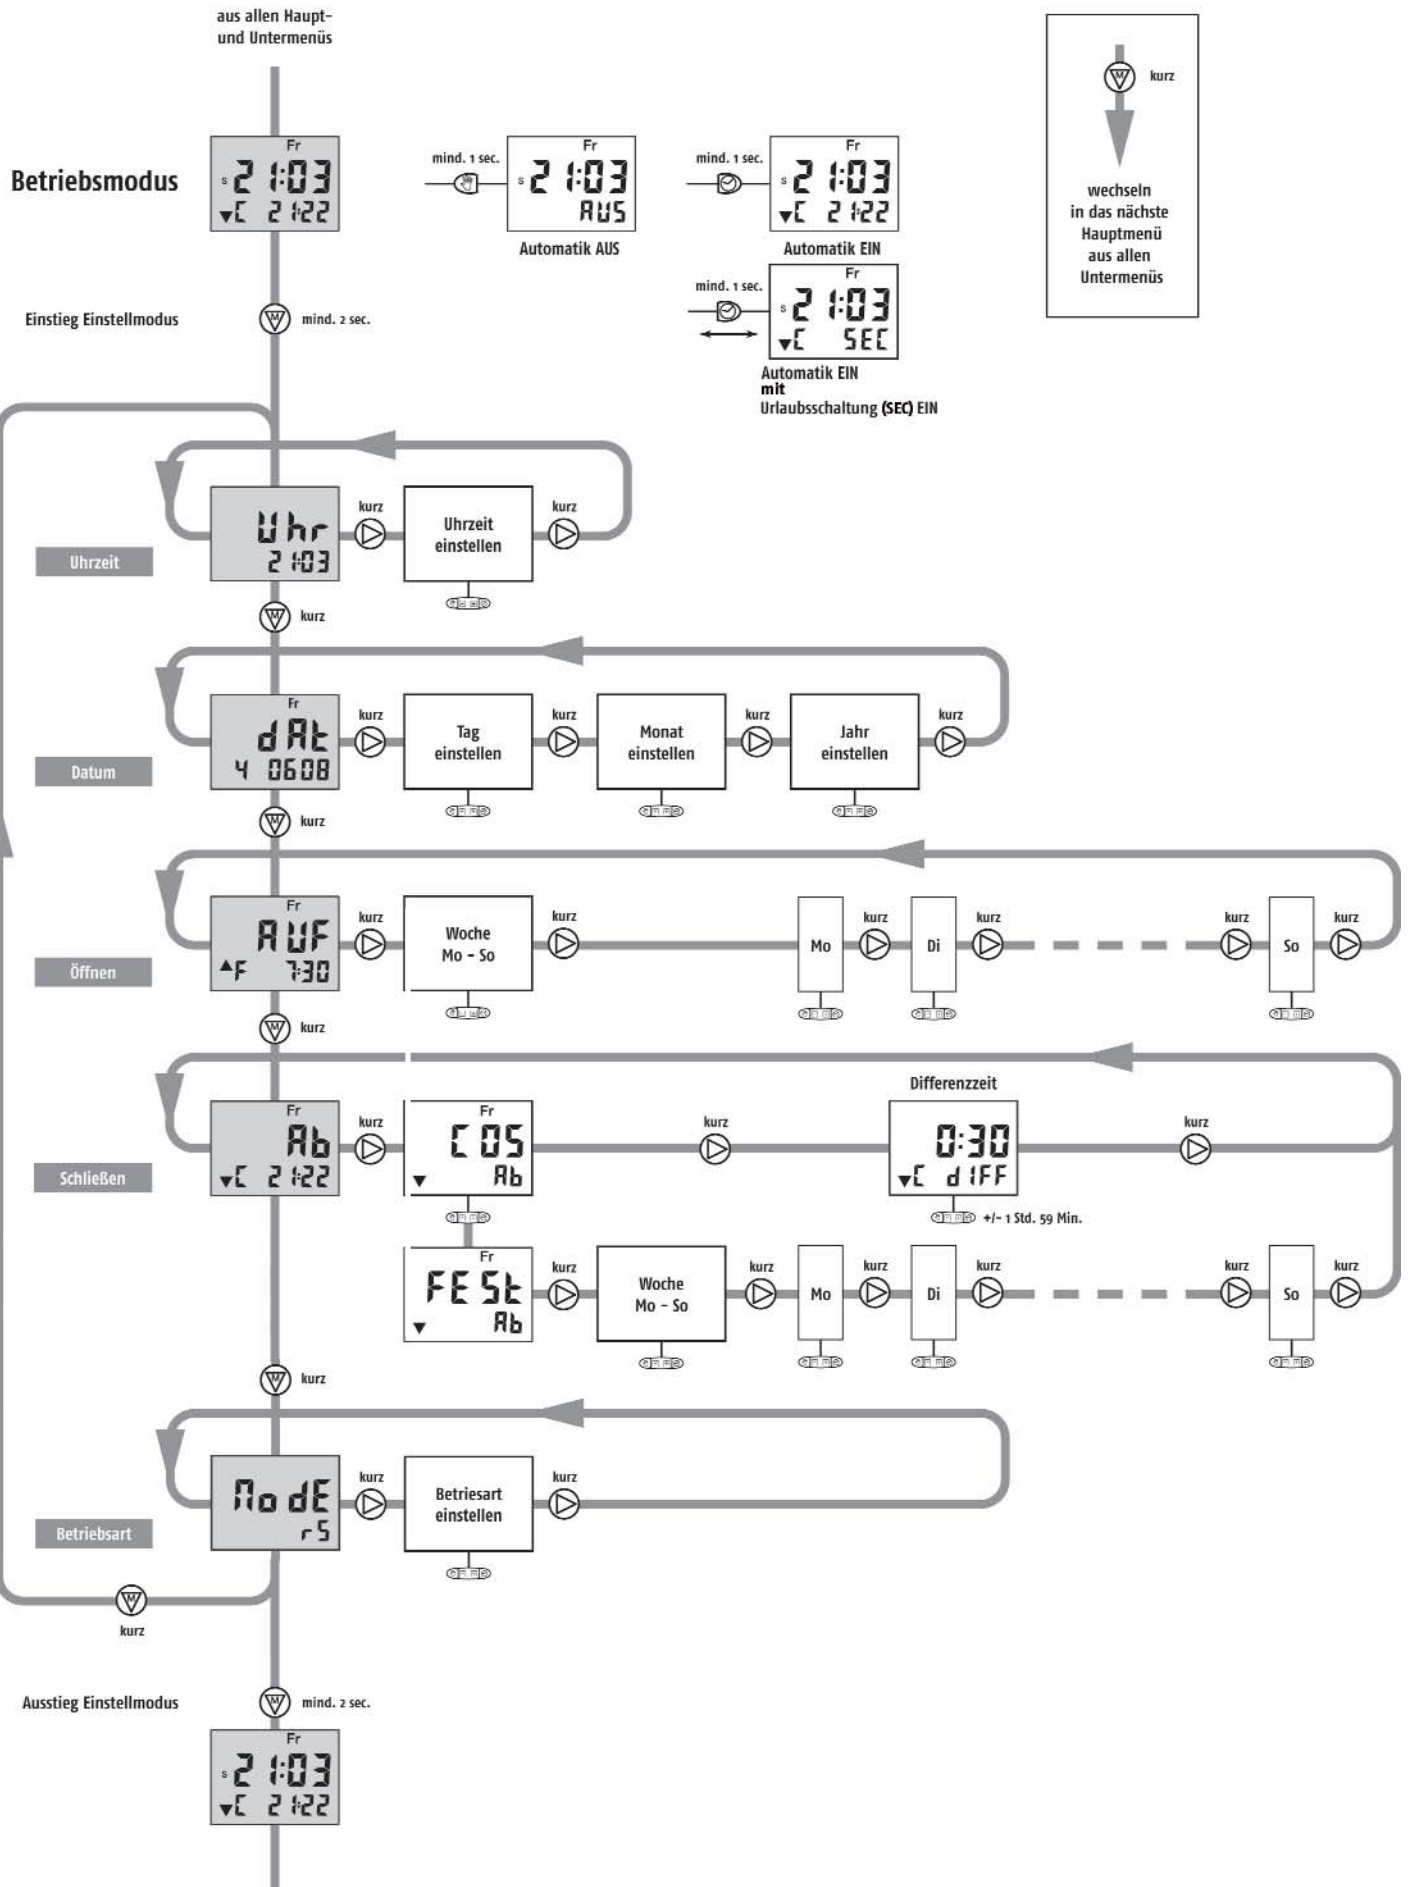 aus allen Haupt-
und Untermenüs
kurz
wechseln
in das nächste
Hauptmenü
aus allen
Untermenüs
Betriebsmodus
Fr
s 21:03
▼C 21:22
mind. 1 sec.
Fr
s 21:03
AUS
Automatik AUS
mind. 1 sec.
Fr
s 21:03
▼C 21:22
Automatik EIN
mind. 1 sec.
Fr
s 21:03
▼C SEC
Automatik EIN
mit
Urlaubsschaltung (SEC) EIN
Einstieg Einstellmodus
M
mind. 2 sec.
Uhrzeit
Uhr
21:03
kurz
Uhrzeit
einstellen
kurz
M
kurz
Datum
Fr
dAt
4 0608
kurz
Tag
einstellen
kurz
Monat
einstellen
kurz
Jahr
einstellen
kurz
M
kurz
Öffnen
Fr
AUF
▲F 7:30
kurz
Woche
Mo - So
kurz
Mo
kurz
Di
kurz
kurz
So
kurz
M
kurz
Schließen
Fr
Ab
▼C 21:22
kurz
Fr
COS
▼ Ab
kurz
Differenzzeit
0:30
▼C dIFF
+/- 1 Std. 59 Min.
kurz
Fr
FESt
▼ Ab
kurz
Woche
Mo - So
kurz
Mo
kurz
Di
kurz
kurz
So
kurz
M
kurz
Betriebsart
ModE
rS
kurz
Betriesart
einstellen
kurz
M
kurz
Ausstieg Einstellmodus
M
mind. 2 sec.
Fr
s 21:03
▼C 21:22